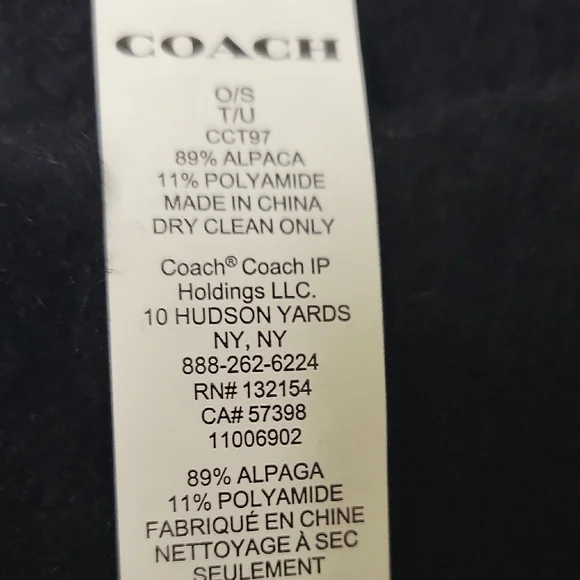 COACH
O/S
T/U
CCT97
89% ALPACA
11% POLYAMIDE
MADE IN CHINA
DRY CLEAN ONLY
Coach® Coach IP
Holdings LLC.
10 HUDSON YARDS
NY, NY
888-262-6224
RN# 132154
CA# 57398
11006902
89% ALPAGA
11% POLYAMIDE
FABRIQUÉ EN CHINE
NETTOYAGE À SEC
SEULEMENT